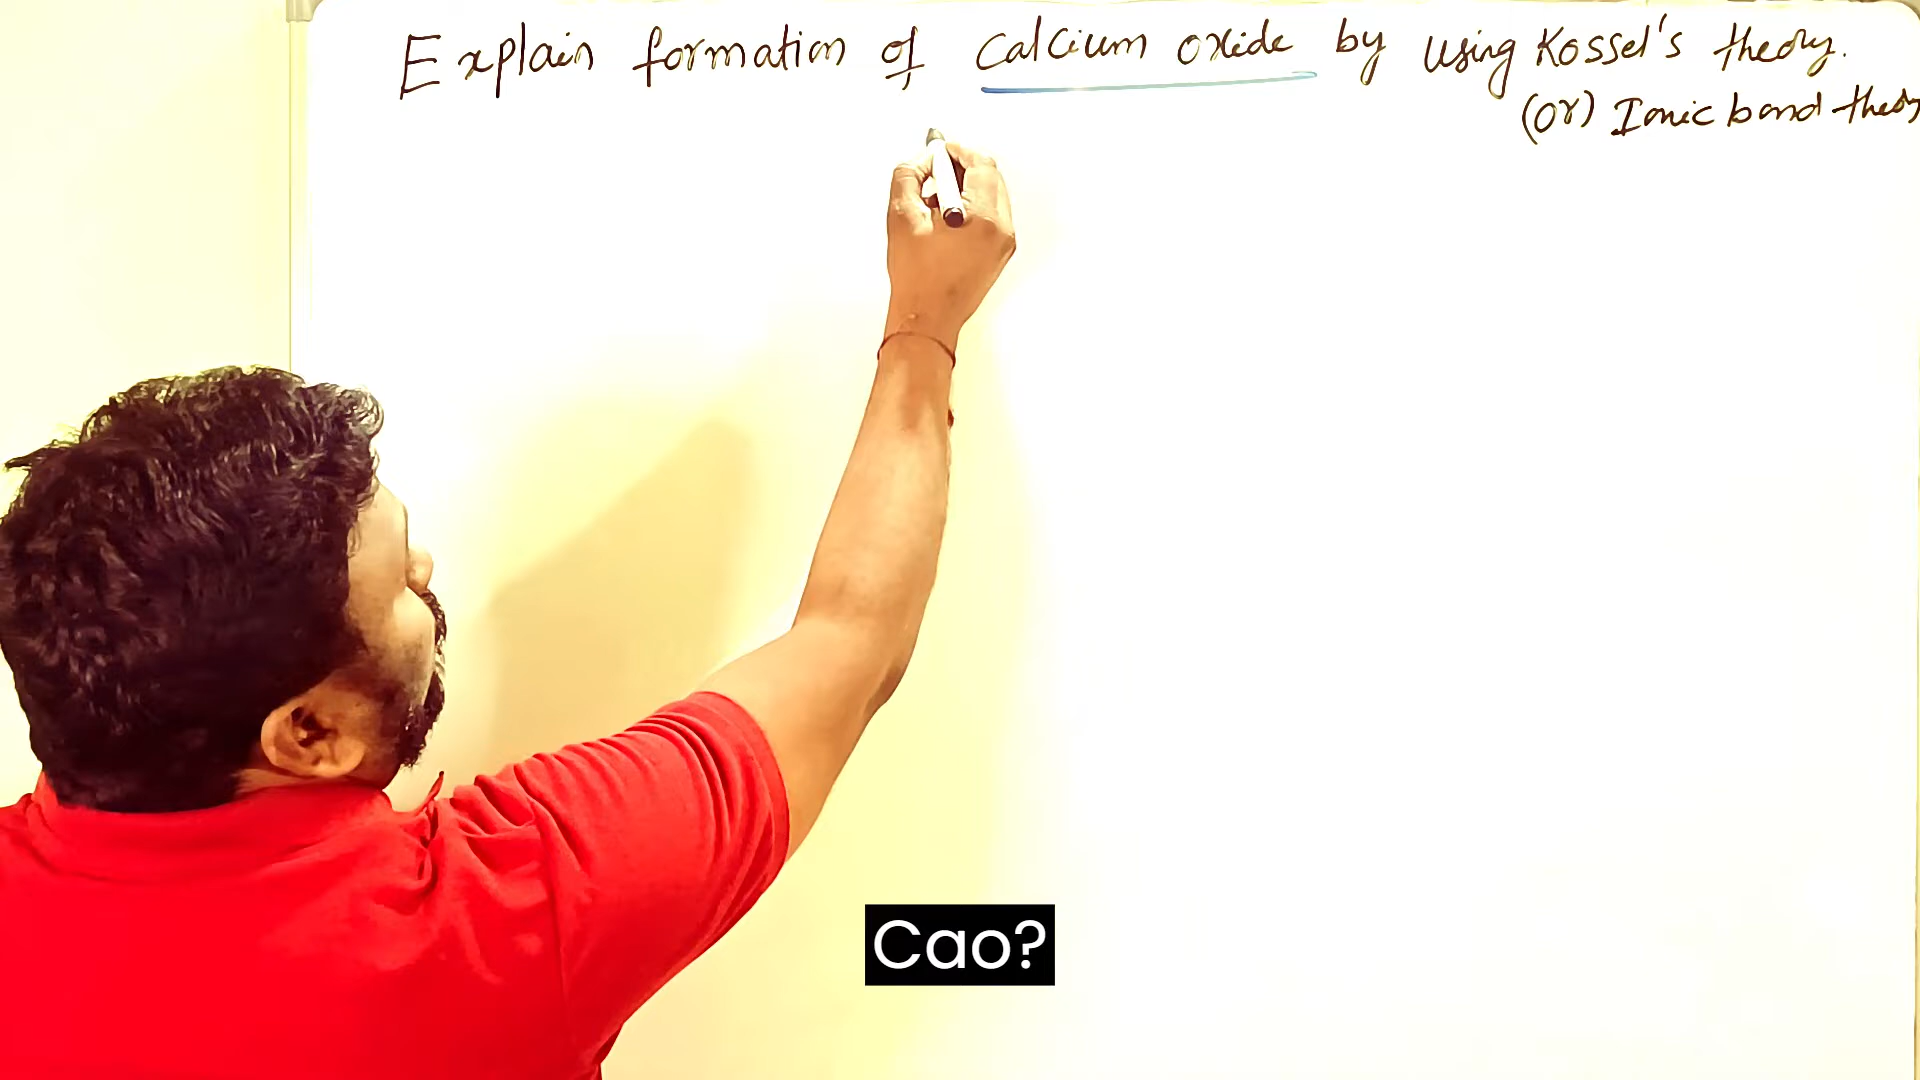 Explain formation of Calcium oxide by using Kossel's theory.
(or) Ionic bond theory
Cao?